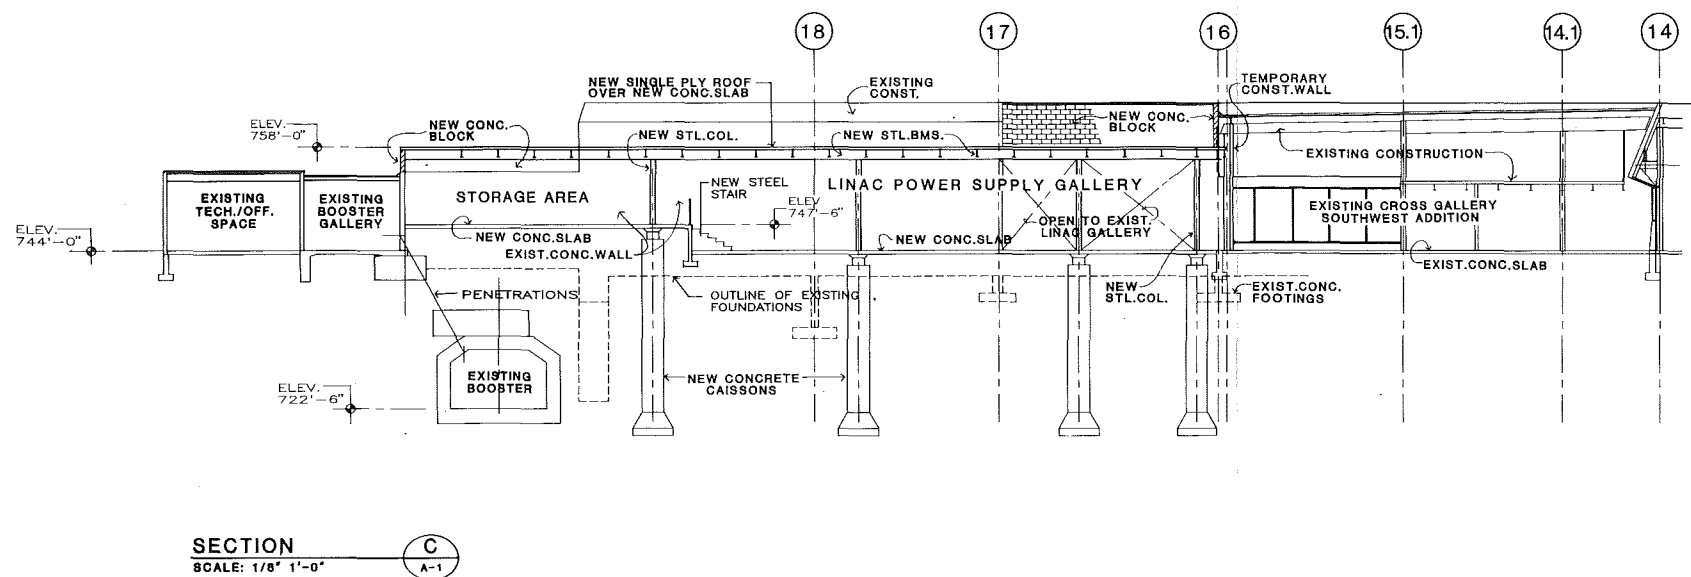 18
17
16
15.1
14.1
14
NEW SINGLE PLY ROOF
OVER NEW CONC.SLAB
EXISTING
CONST.
TEMPORARY
CONST.WALL
ELEV.
758'-0"
NEW CONC.
BLOCK
NEW STL.COL.
NEW STL.BMS.
NEW CONC.
BLOCK
EXISTING CONSTRUCTION
EXISTING
TECH./OFF.
SPACE
EXISTING
BOOSTER
GALLERY
STORAGE AREA
NEW STEEL
STAIR
LINAC POWER SUPPLY GALLERY
ELEV
747'-6"
OPEN TO EXIST.
LINAC GALLERY
EXISTING CROSS GALLERY
SOUTHWEST ADDITION
ELEV.
744'-0"
NEW CONC.SLAB
EXIST.CONC.WALL
NEW CONC.SLAB
EXIST.CONC.SLAB
PENETRATIONS
OUTLINE OF EXISTING
FOUNDATIONS
NEW
STL.COL.
EXIST.CONC.
FOOTINGS
EXISTING
BOOSTER
NEW CONCRETE
CAISSONS
ELEV.
722'-6"
SECTION
SCALE: 1/8" 1'-0"
C
A-1